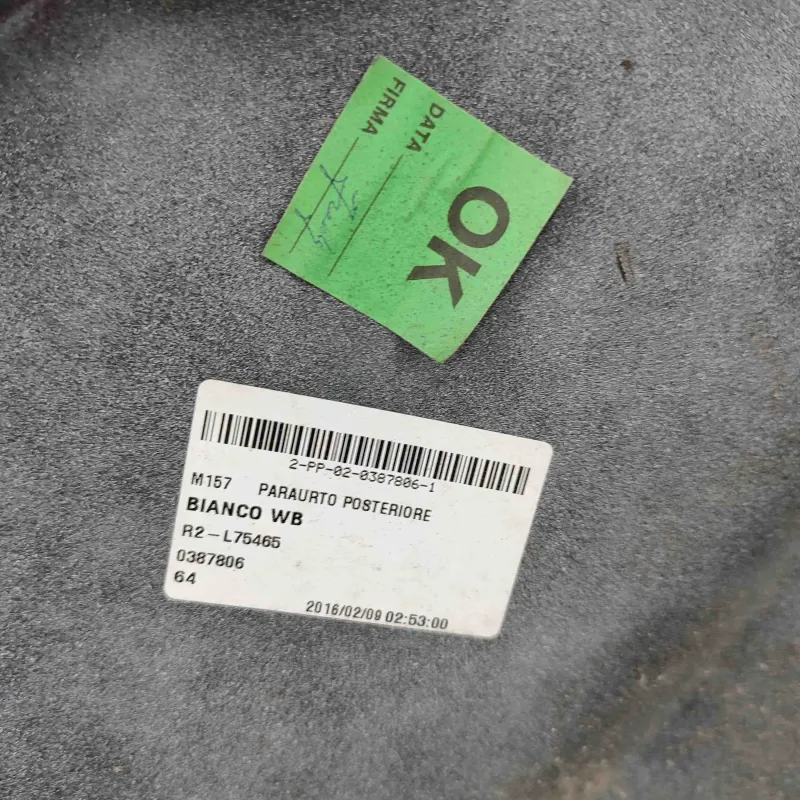 OK
DATA
FIRMA
2-PP-02-0387806-1
M157 PARAURTO POSTERIORE
BIANCO WB
R2-L75465
0387806
64
2016/02/09 02:53:00